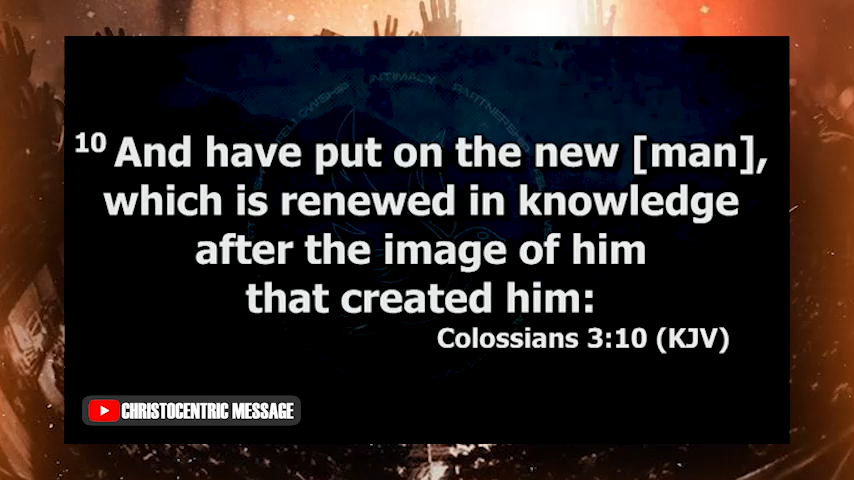 INTIMACY
10 And have put on the new [man],
which is renewed in knowledge
after the image of him
that created him:
Colossians 3:10 (KJV)
CHRISTOCENTRIC MESSAGE